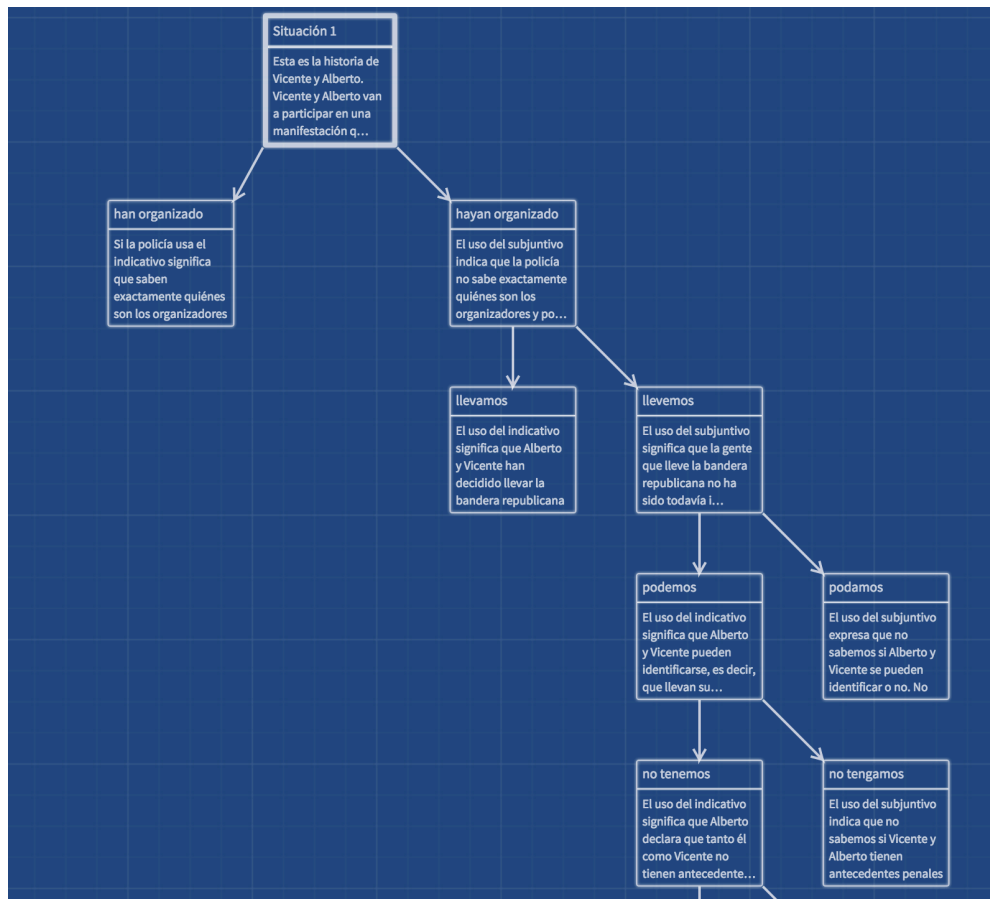 Situación 1
Esta es la historia de
Vicente y Alberto.
Vicente y Alberto van
a participar en una
manifestación q...
han organizado
Si la policía usa el
indicativo significa
que saben
exactamente quiénes
son los organizadores
hayan organizado
El uso del subjuntivo
indica que la policía
no sabe exactamente
quiénes son los
organizadores y po...
llevamos
El uso del indicativo
significa que Alberto
y Vicente han
decidido llevar la
bandera republicana
llevemos
El uso del subjuntivo
significa que la gente
que lleve la bandera
republicana no ha
sido todavía i...
podemos
El uso del indicativo
significa que Alberto
y Vicente pueden
identificarse, es decir,
que llevan su...
podamos
El uso del subjuntivo
expresa que no
sabemos si Alberto y
Vicente se pueden
identificar o no. No
no tenemos
El uso del indicativo
significa que Alberto
declara que tanto él
como Vicente no
tienen antecedente...
no tengamos
El uso del subjuntivo
indica que no
sabemos si Vicente y
Alberto tienen
antecedentes penales